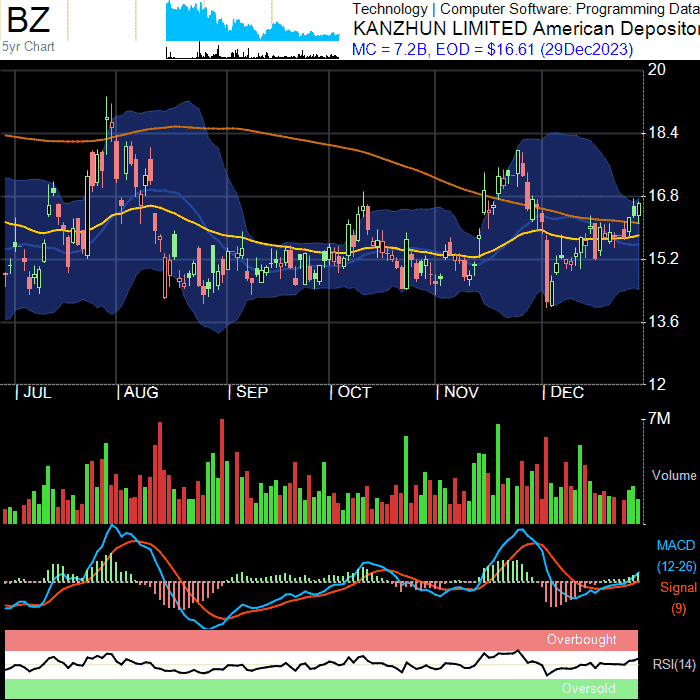 BZ
5yr Chart
Technology | Computer Software: Programming Data
KANZHUN LIMITED American Deposito
MC = 7.2B, EOD = $16.61 (29Dec2023)
20
18.4
16.8
15.2
13.6
12
JUL AUG SEP OCT NOV DEC
7M
Volume
MACD
(12-26)
Signal
(9)
Overbought
RSI(14)
Oversold